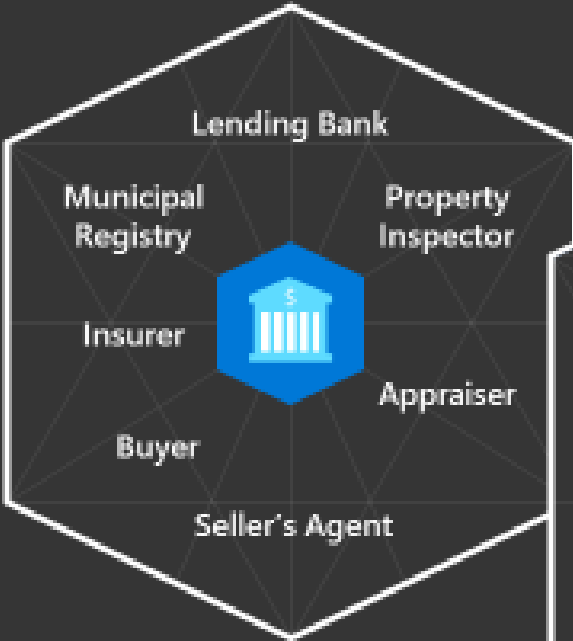 Lending Bank
Municipal
Registry
Property
Inspector
$
Insurer
Appraiser
Buyer
Seller's Agent